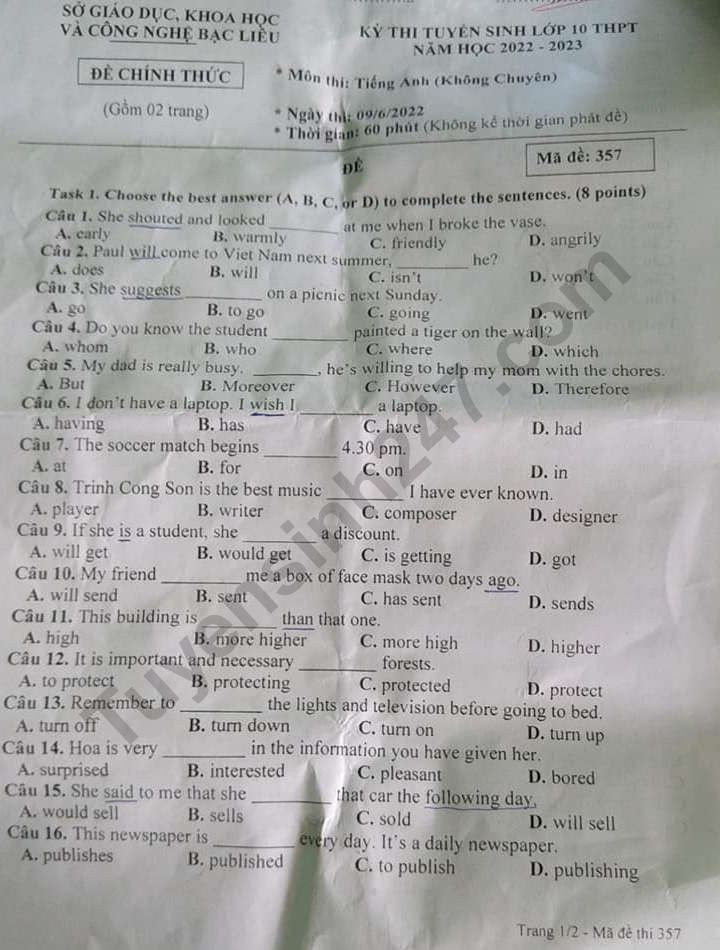 SỞ GIÁO DỤC, KHOA HỌC
VÀ CÔNG NGHỆ BẠC LIÊU
KỲ THI TUYỂN SINH LỚP 10 THPT
NĂM HỌC 2022 - 2023
ĐỀ CHÍNH THỨC
* Môn thi: Tiếng Anh (Không Chuyên)
(Gồm 02 trang)
* Ngày thi: 09/6/2022
* Thời gian: 60 phút (Không kể thời gian phát đề)
ĐỀ
Mã đề: 357
Task 1. Choose the best answer (A, B, C, or D) to complete the sentences. (8 points)
Câu 1. She shouted and looked ________ at me when I broke the vase.
A. early B. warmly C. friendly D. angrily
Câu 2. Paul will come to Viet Nam next summer, ________ he?
A. does B. will C. isn't D. won't
Câu 3. She suggests ________ on a picnic next Sunday.
A. go B. to go C. going D. went
Câu 4. Do you know the student ________ painted a tiger on the wall?
A. whom B. who C. where D. which
Câu 5. My dad is really busy. ________, he's willing to help my mom with the chores.
A. But B. Moreover C. However D. Therefore
Câu 6. I don't have a laptop. I wish I ________ a laptop.
A. having B. has C. have D. had
Câu 7. The soccer match begins ________ 4.30 pm.
A. at B. for C. on D. in
Câu 8. Trinh Cong Son is the best music ________ I have ever known.
A. player B. writer C. composer D. designer
Câu 9. If she is a student, she ________ a discount.
A. will get B. would get C. is getting D. got
Câu 10. My friend ________ me a box of face mask two days ago.
A. will send B. sent C. has sent D. sends
Câu 11. This building is ________ than that one.
A. high B. more higher C. more high D. higher
Câu 12. It is important and necessary ________ forests.
A. to protect B. protecting C. protected D. protect
Câu 13. Remember to ________ the lights and television before going to bed.
A. turn off B. turn down C. turn on D. turn up
Câu 14. Hoa is very ________ in the information you have given her.
A. surprised B. interested C. pleasant D. bored
Câu 15. She said to me that she ________ that car the following day.
A. would sell B. sells C. sold D. will sell
Câu 16. This newspaper is ________ every day. It's a daily newspaper.
A. publishes B. published C. to publish D. publishing
Trang 1/2 - Mã đề thi 357
Tuyensinh247.com